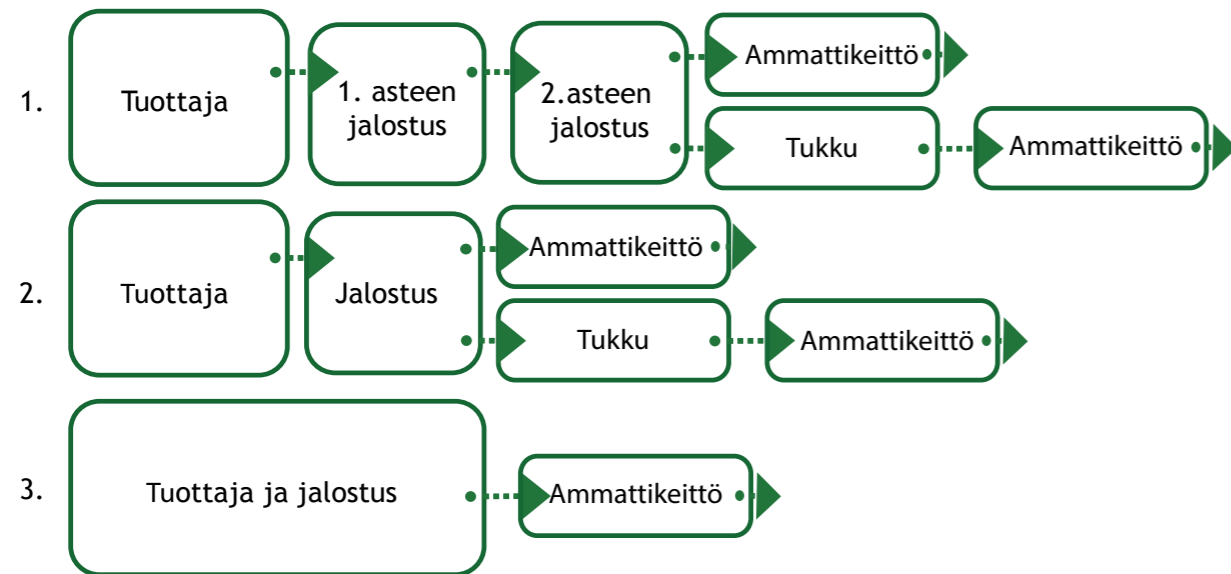 1.
Tuottaja
1. asteen
jalostus
2.asteen
jalostus
Ammattikeittö
Tukku
Ammattikeittö
2.
Tuottaja
Jalostus
Ammattikeittö
Tukku
Ammattikeittö
3.
Tuottaja ja jalostus
Ammattikeittö